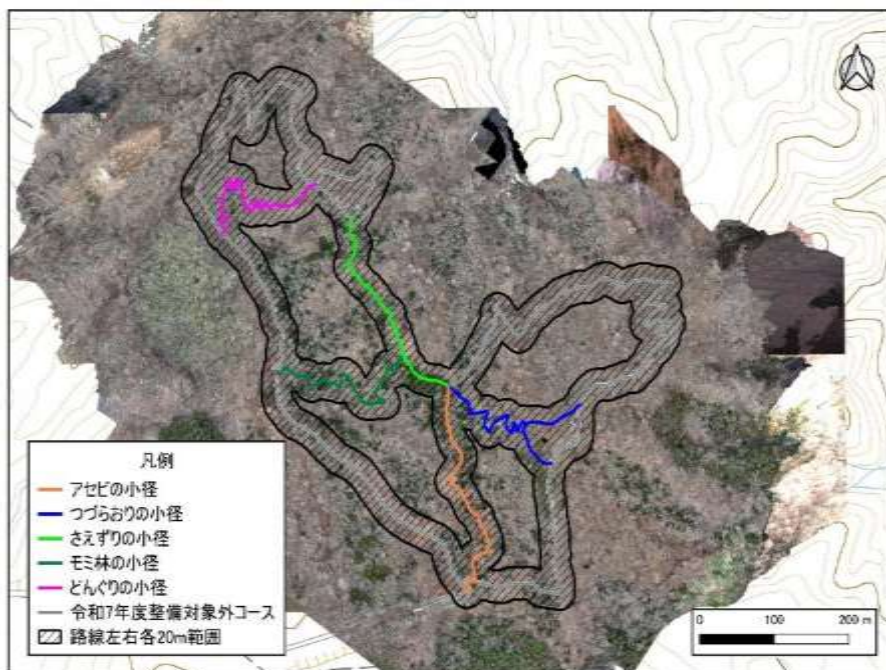 凡例
アセビの小径
つづらおりの小径
さえずりの小径
モミ林の小径
どんぐりの小径
令和7年度整備対象外コース
路線左右各20m範囲
0 100 200 m